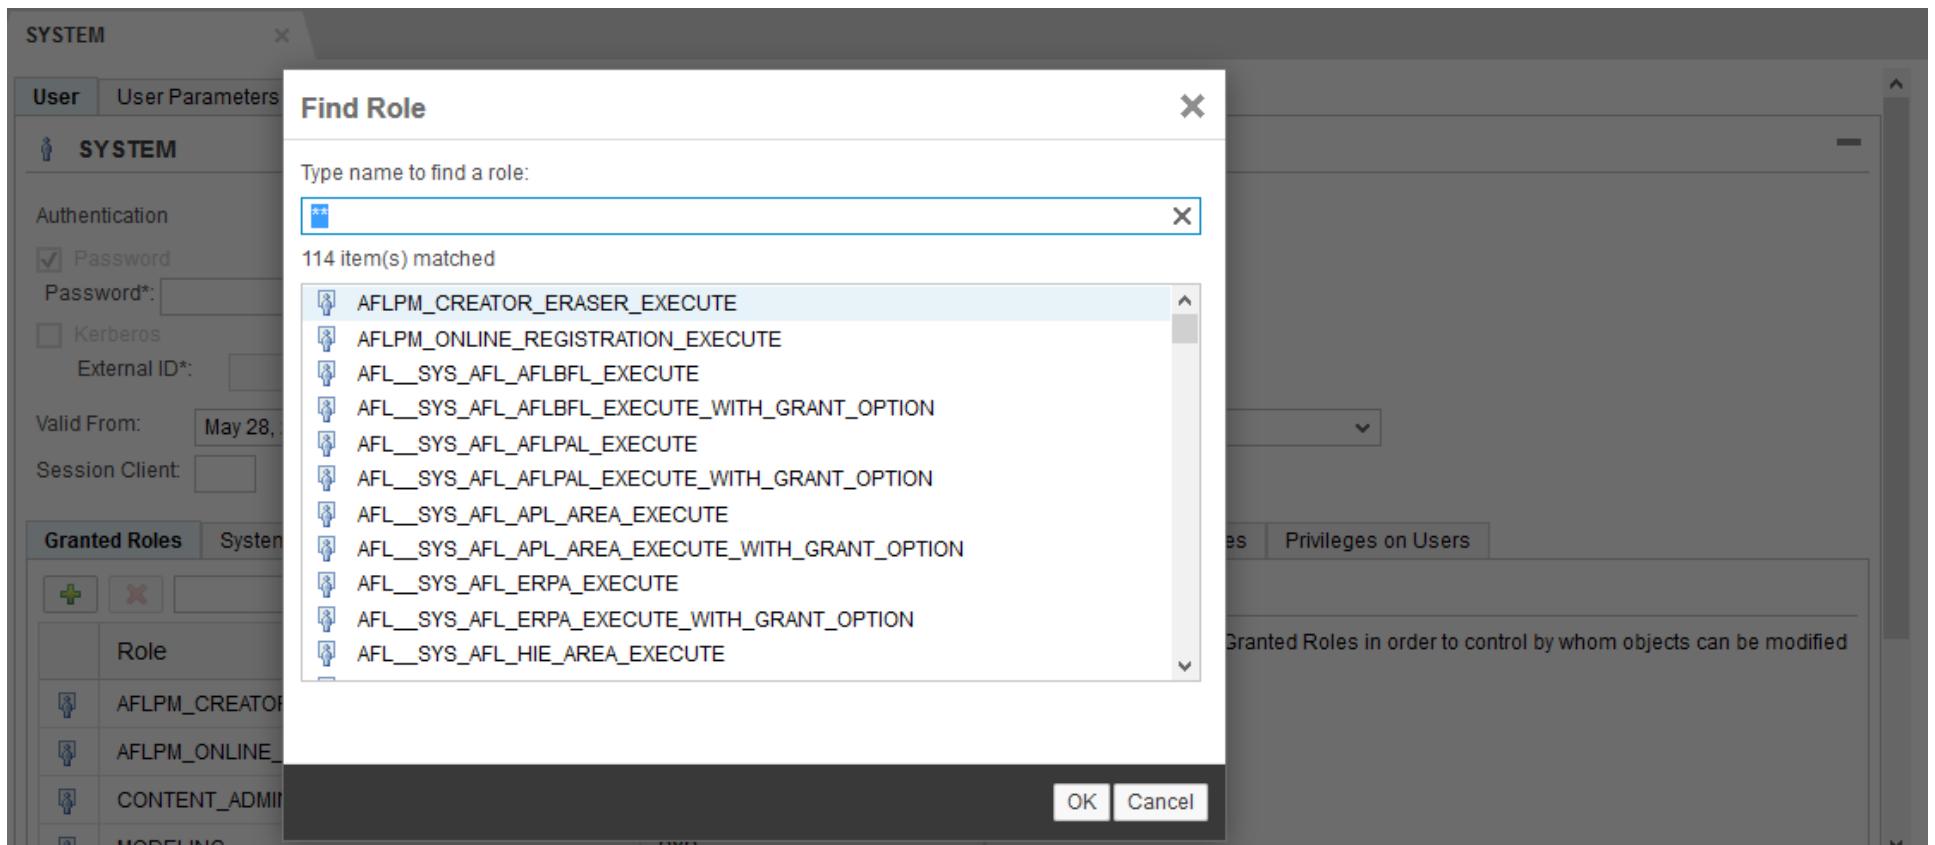 SYSTEM
User User Parameters
SYSTEM
Authentication
Password
Password*:
Kerberos
External ID*:
Valid From: May 28,
Session Client:
Granted Roles
Privileges on Users
Role
Granted Roles in order to control by whom objects can be modified
Find Role
Type name to find a role:
**
114 item(s) matched
AFLPM_CREATOR_ERASER_EXECUTE
AFLPM_ONLINE_REGISTRATION_EXECUTE
AFL__SYS_AFL_AFLBFL_EXECUTE
AFL__SYS_AFL_AFLBFL_EXECUTE_WITH_GRANT_OPTION
AFL__SYS_AFL_AFLPAL_EXECUTE
AFL__SYS_AFL_AFLPAL_EXECUTE_WITH_GRANT_OPTION
AFL__SYS_AFL_APL_AREA_EXECUTE
AFL__SYS_AFL_APL_AREA_EXECUTE_WITH_GRANT_OPTION
AFL__SYS_AFL_ERPA_EXECUTE
AFL__SYS_AFL_ERPA_EXECUTE_WITH_GRANT_OPTION
AFL__SYS_AFL_HIE_AREA_EXECUTE
OK Cancel
AFLPM_CREATOR
AFLPM_ONLINE_
CONTENT_ADMIN